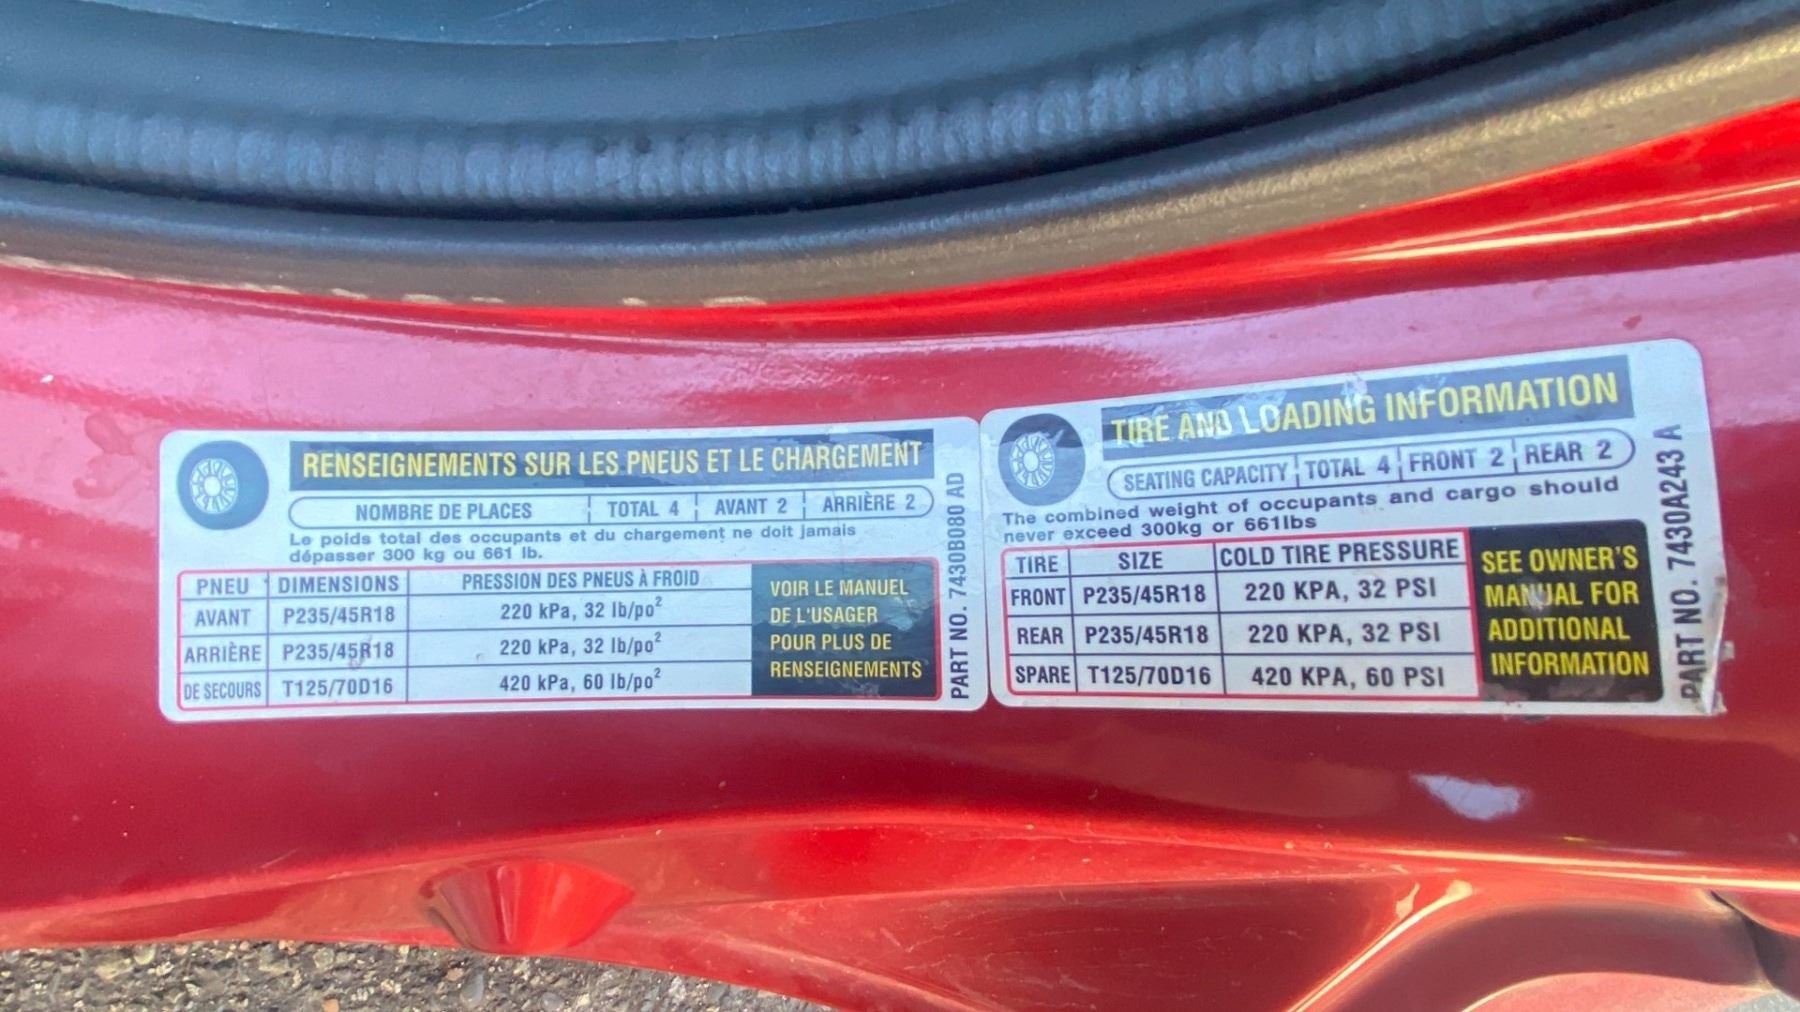 RENSEIGNEMENTS SUR LES PNEUS ET LE CHARGEMENT
NOMBRE DE PLACES TOTAL 4 AVANT 2 ARRIÈRE 2
Le poids total des occupants et du chargement ne doit jamais
dépasser 300 kg ou 661 lb.
PNEU DIMENSIONS PRESSION DES PNEUS À FROID
AVANT P235/45R18 220 kPa, 32 lb/po²
ARRIÈRE P235/45R18 220 kPa, 32 lb/po²
DE SECOURS T125/70D16 420 kPa, 60 lb/po²
VOIR LE MANUEL
DE L'USAGER
POUR PLUS DE
RENSEIGNEMENTS
PART NO. 7430B080 AD
TIRE AND LOADING INFORMATION
SEATING CAPACITY TOTAL 4 FRONT 2 REAR 2
The combined weight of occupants and cargo should
never exceed 300kg or 661lbs
TIRE SIZE COLD TIRE PRESSURE
FRONT P235/45R18 220 KPA, 32 PSI
REAR P235/45R18 220 KPA, 32 PSI
SPARE T125/70D16 420 KPA, 60 PSI
SEE OWNER'S
MANUAL FOR
ADDITIONAL
INFORMATION
PART NO. 7430A243 A